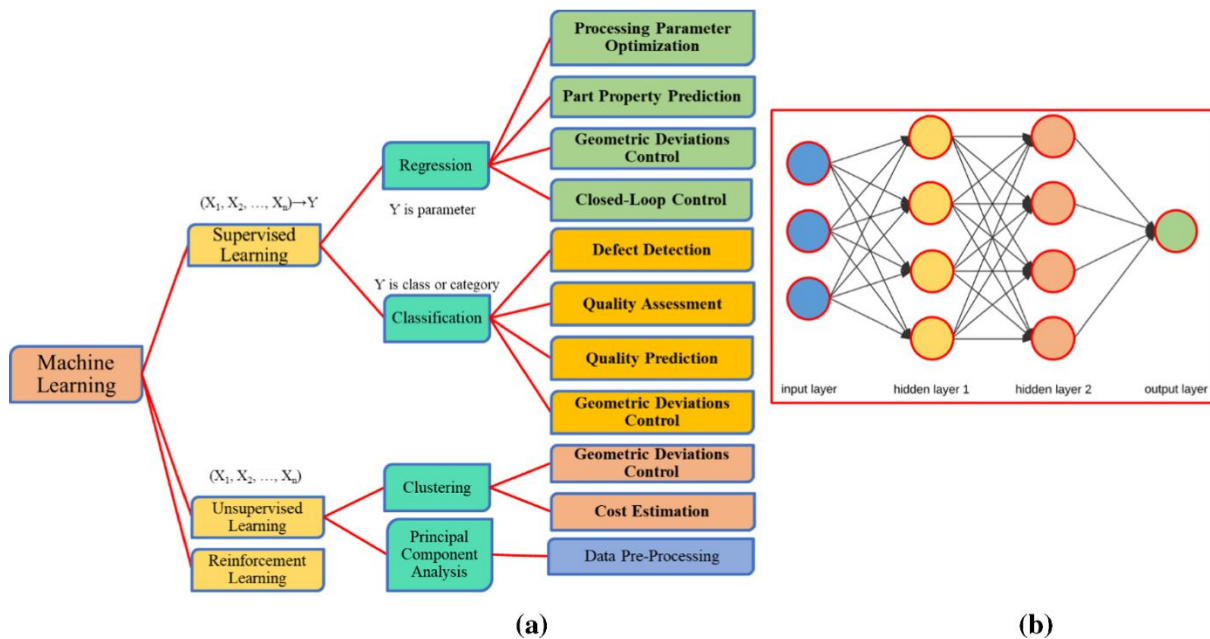 Machine
Learning
(X₁, X₂, …, Xₙ)→Y
Supervised
Learning
(X₁, X₂, …, Xₙ)
Unsupervised
Learning
Reinforcement
Learning
Regression
Y is parameter
Y is class or category
Classification
Clustering
Principal
Component
Analysis
Processing Parameter
Optimization
Part Property Prediction
Geometric Deviations
Control
Closed-Loop Control
Defect Detection
Quality Assessment
Quality Prediction
Geometric Deviations
Control
Geometric Deviations
Control
Cost Estimation
Data Pre-Processing
(a)
input layer
hidden layer 1
hidden layer 2
output layer
(b)